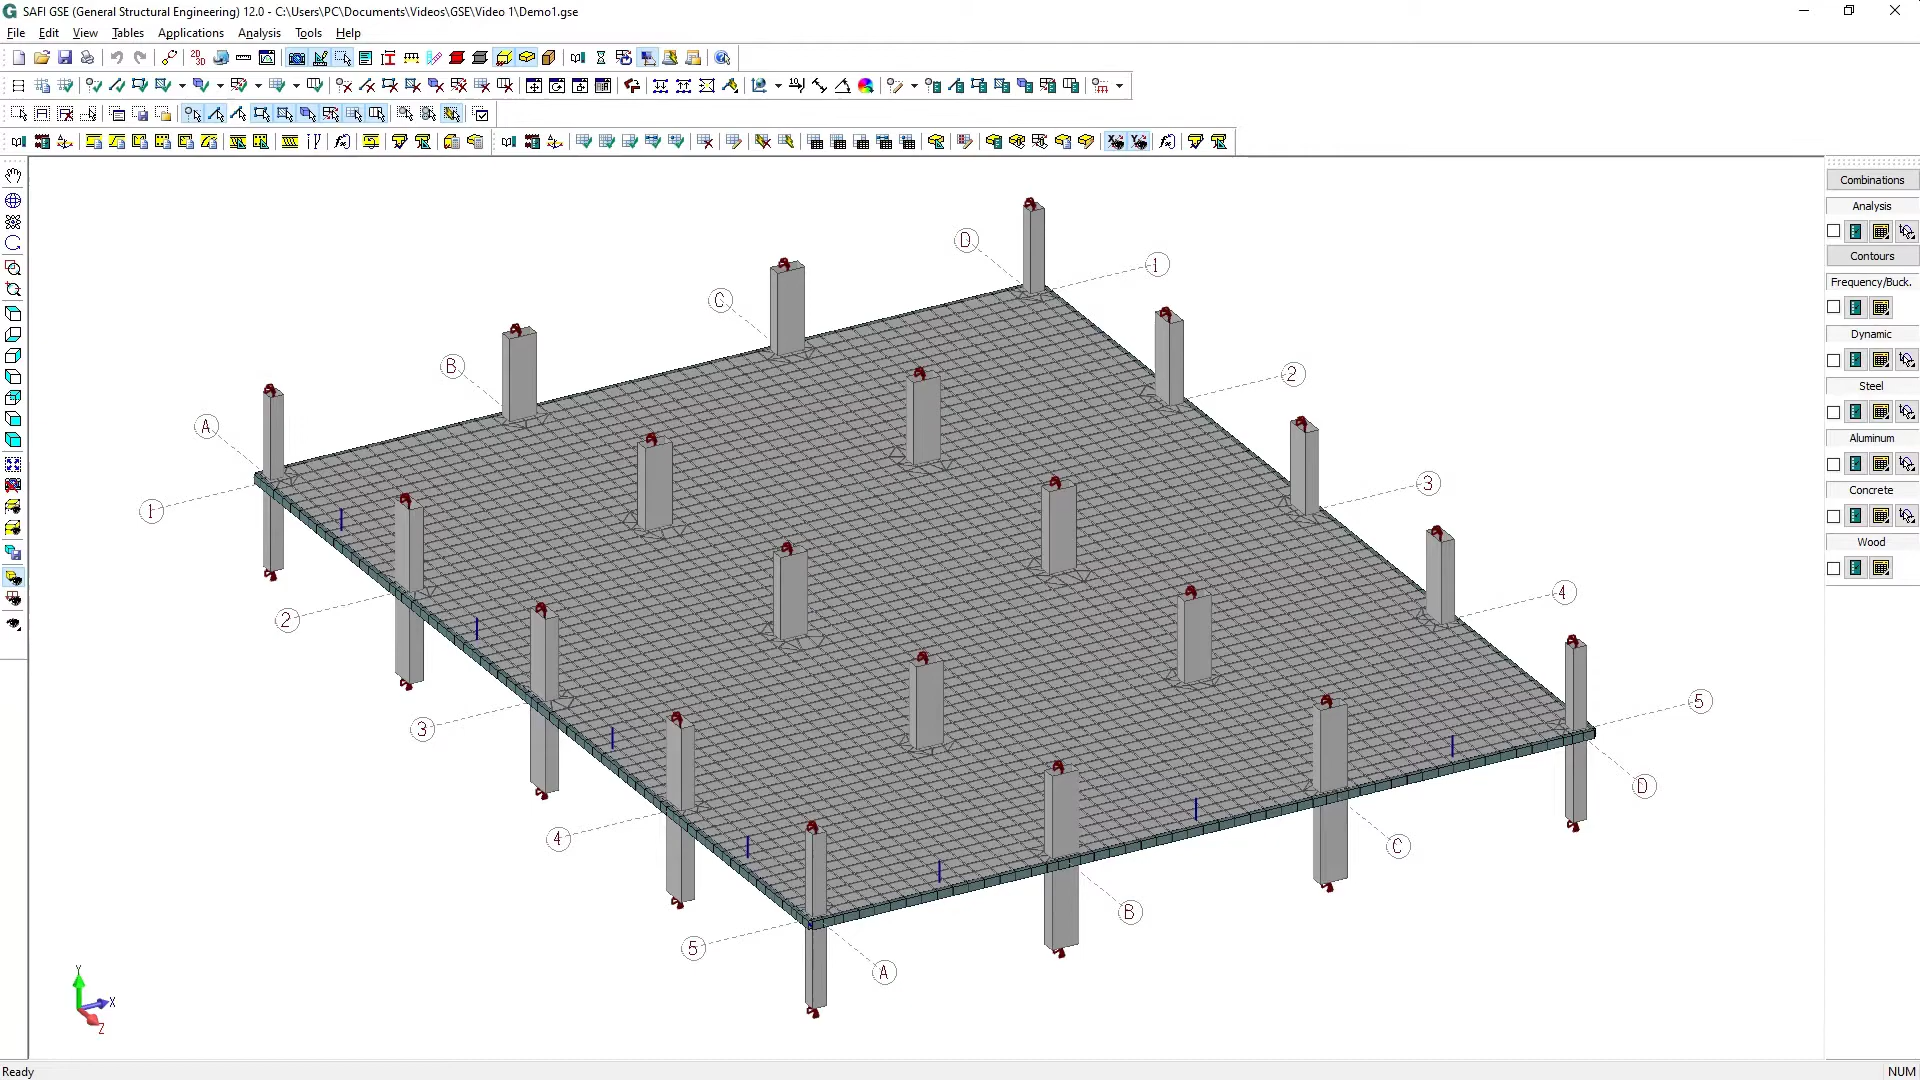 SAFI GSE (General Structural Engineering) 12.0 - C:\Users\PC\Documents\Videos\GSE\Video 1\Demo1.gse
File Edit View Tables Applications Analysis Tools Help
Combinations
Analysis
Contours
Frequency/Buck.
Dynamic
Steel
Aluminum
Concrete
Wood
D
1
C
B
2
A
3
1
4
2
5
3
D
4
C
B
5
A
Y
X
Z
Ready
NUM